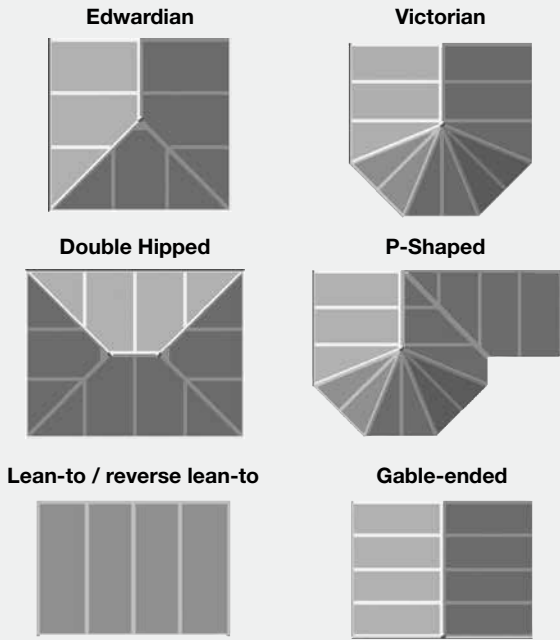 Edwardian
Victorian
Double Hipped
P-Shaped
Lean-to / reverse lean-to
Gable-ended